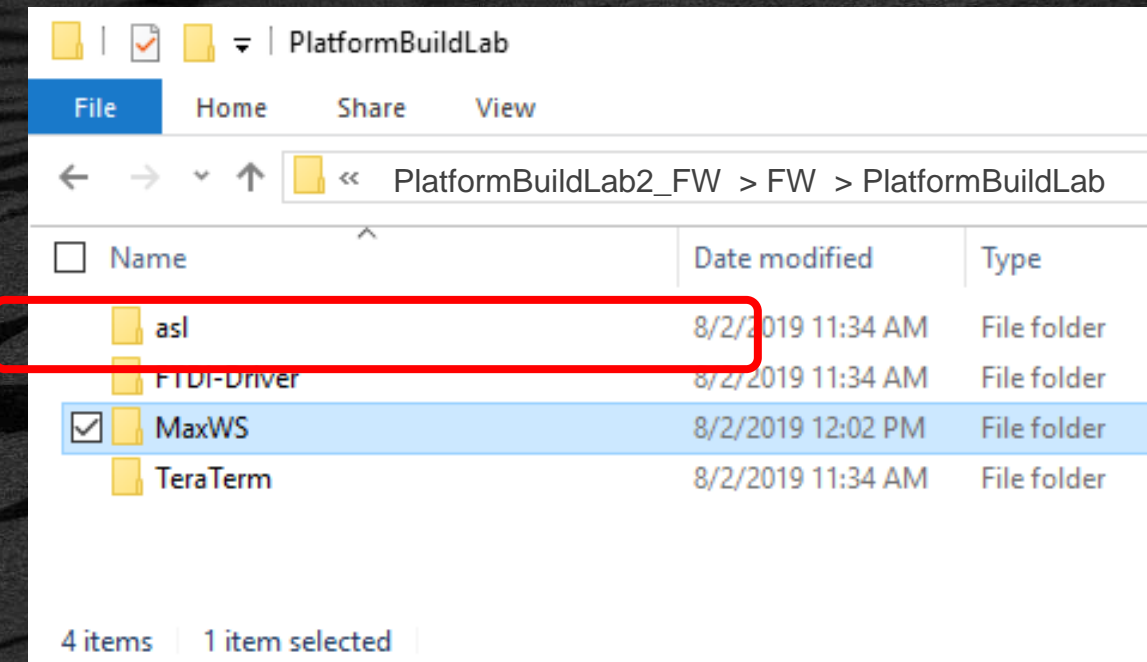 PlatformBuildLab
File Home Share View
« PlatformBuildLab2_FW > FW > PlatformBuildLab
Name Date modified Type
asl 8/2/2019 11:34 AM File folder
FTDI-Driver 8/2/2019 11:34 AM File folder
MaxWS 8/2/2019 12:02 PM File folder
TeraTerm 8/2/2019 11:34 AM File folder
4 items 1 item selected